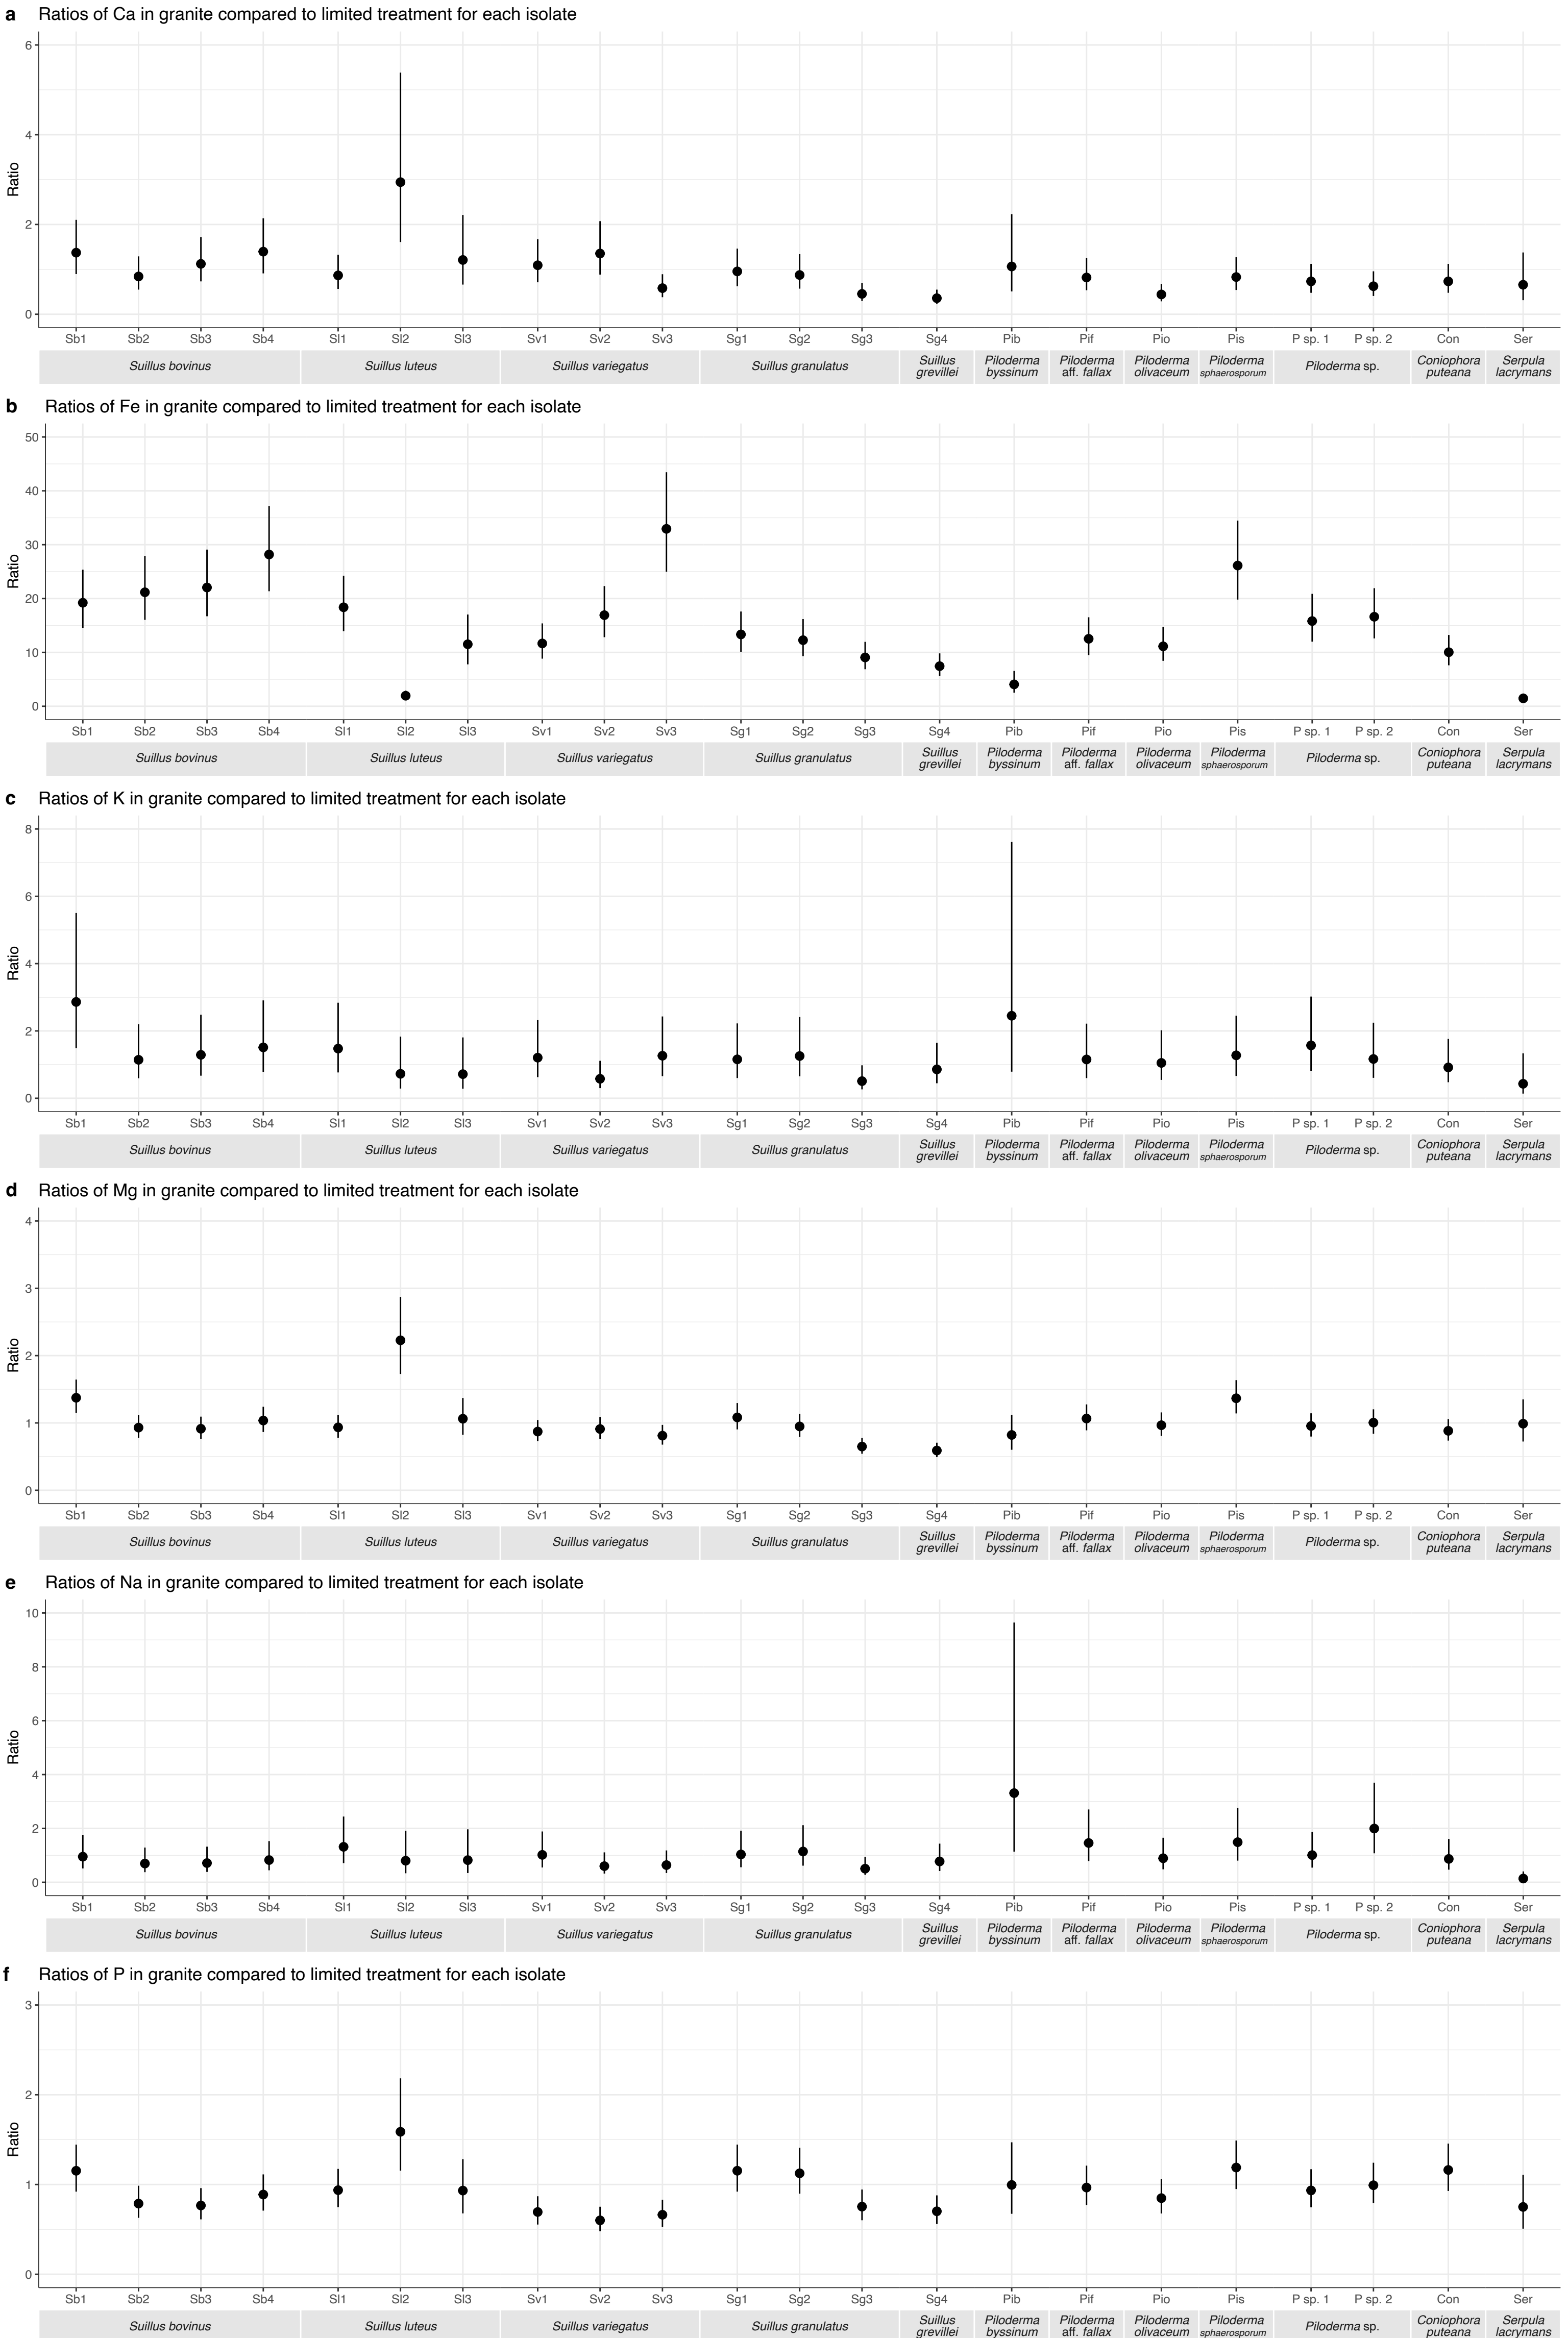 a Ratios of Ca in granite compared to limited treatment for each isolate
6
4
2
0
Ratio
Sb1 Sb2 Sb3 Sb4 Sl1 Sl2 Sl3 Sv1 Sv2 Sv3 Sg1 Sg2 Sg3 Sg4 Pib Pif Pio Pis P sp. 1 P sp. 2 Con Ser
Suillus bovinus Suillus luteus Suillus variegatus Suillus granulatus Suillus grevillei Piloderma byssinum Piloderma aff. fallax Piloderma olivaceum Piloderma sphaerosporum Piloderma sp. Coniophora puteana Serpula lacrymans
b Ratios of Fe in granite compared to limited treatment for each isolate
50
40
30
20
10
0
Ratio
Sb1 Sb2 Sb3 Sb4 Sl1 Sl2 Sl3 Sv1 Sv2 Sv3 Sg1 Sg2 Sg3 Sg4 Pib Pif Pio Pis P sp. 1 P sp. 2 Con Ser
Suillus bovinus Suillus luteus Suillus variegatus Suillus granulatus Suillus grevillei Piloderma byssinum Piloderma aff. fallax Piloderma olivaceum Piloderma sphaerosporum Piloderma sp. Coniophora puteana Serpula lacrymans
c Ratios of K in granite compared to limited treatment for each isolate
8
6
4
2
0
Ratio
Sb1 Sb2 Sb3 Sb4 Sl1 Sl2 Sl3 Sv1 Sv2 Sv3 Sg1 Sg2 Sg3 Sg4 Pib Pif Pio Pis P sp. 1 P sp. 2 Con Ser
Suillus bovinus Suillus luteus Suillus variegatus Suillus granulatus Suillus grevillei Piloderma byssinum Piloderma aff. fallax Piloderma olivaceum Piloderma sphaerosporum Piloderma sp. Coniophora puteana Serpula lacrymans
d Ratios of Mg in granite compared to limited treatment for each isolate
4
3
2
1
0
Ratio
Sb1 Sb2 Sb3 Sb4 Sl1 Sl2 Sl3 Sv1 Sv2 Sv3 Sg1 Sg2 Sg3 Sg4 Pib Pif Pio Pis P sp. 1 P sp. 2 Con Ser
Suillus bovinus Suillus luteus Suillus variegatus Suillus granulatus Suillus grevillei Piloderma byssinum Piloderma aff. fallax Piloderma olivaceum Piloderma sphaerosporum Piloderma sp. Coniophora puteana Serpula lacrymans
e Ratios of Na in granite compared to limited treatment for each isolate
10
8
6
4
2
0
Ratio
Sb1 Sb2 Sb3 Sb4 Sl1 Sl2 Sl3 Sv1 Sv2 Sv3 Sg1 Sg2 Sg3 Sg4 Pib Pif Pio Pis P sp. 1 P sp. 2 Con Ser
Suillus bovinus Suillus luteus Suillus variegatus Suillus granulatus Suillus grevillei Piloderma byssinum Piloderma aff. fallax Piloderma olivaceum Piloderma sphaerosporum Piloderma sp. Coniophora puteana Serpula lacrymans
f Ratios of P in granite compared to limited treatment for each isolate
3
2
1
0
Ratio
Sb1 Sb2 Sb3 Sb4 Sl1 Sl2 Sl3 Sv1 Sv2 Sv3 Sg1 Sg2 Sg3 Sg4 Pib Pif Pio Pis P sp. 1 P sp. 2 Con Ser
Suillus bovinus Suillus luteus Suillus variegatus Suillus granulatus Suillus grevillei Piloderma byssinum Piloderma aff. fallax Piloderma olivaceum Piloderma sphaerosporum Piloderma sp. Coniophora puteana Serpula lacrymans